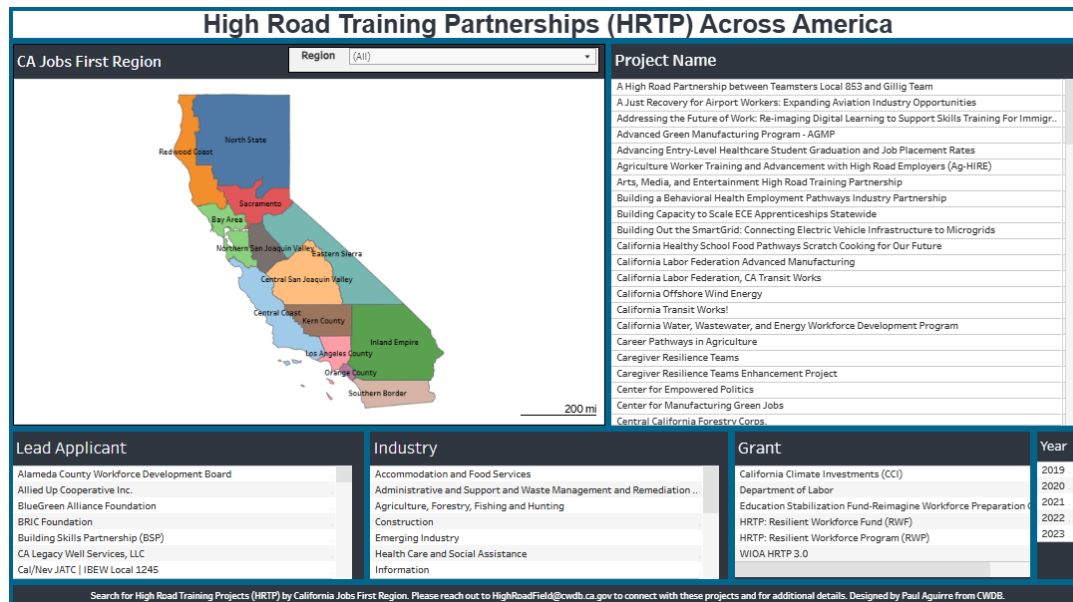 High Road Training Partnerships (HRTP) Across America
CA Jobs First Region
Region
(All)
North State
Redwood Coast
Sacramento
Bay Area
Northern San Joaquin Valley
Eastern Sierra
Central San Joaquin Valley
Central Coast
Kern County
Inland Empire
Los Angeles County
Orange County
Southern Border
200 mi
Project Name
A High Road Partnership between Teamsters Local 853 and Gillig Team
A Just Recovery for Airport Workers: Expanding Aviation Industry Opportunities
Addressing the Future of Work: Re-imaging Digital Learning to Support Skills Training For Immigr..
Advanced Green Manufacturing Program - AGMP
Advancing Entry-Level Healthcare Student Graduation and Job Placement Rates
Agriculture Worker Training and Advancement with High Road Employers (Ag-HIRE)
Arts, Media, and Entertainment High Road Training Partnership
Building a Behavioral Health Employment Pathways Industry Partnership
Building Capacity to Scale ECE Apprenticeships Statewide
Building Out the SmartGrid: Connecting Electric Vehicle Infrastructure to Microgrids
California Healthy School Food Pathways Scratch Cooking for Our Future
California Labor Federation Advanced Manufacturing
California Labor Federation, CA Transit Works
California Offshore Wind Energy
California Transit Works!
California Water, Wastewater, and Energy Workforce Development Program
Career Pathways in Agriculture
Caregiver Resilience Teams
Caregiver Resilience Teams Enhancement Project
Center for Empowered Politics
Center for Manufacturing Green Jobs
Central California Forestry Corps.
Lead Applicant
Alameda County Workforce Development Board
Allied Up Cooperative Inc.
BlueGreen Alliance Foundation
BRIC Foundation
Building Skills Partnership (BSP)
CA Legacy Well Services, LLC
Cal/Nev JATC | IBEW Local 1245
Industry
Accommodation and Food Services
Administrative and Support and Waste Management and Remediation ..
Agriculture, Forestry, Fishing and Hunting
Construction
Emerging Industry
Health Care and Social Assistance
Information
Grant
California Climate Investments (CCI)
Department of Labor
Education Stabilization Fund-Reimagine Workforce Preparation
HRTP: Resilient Workforce Fund (RWF)
HRTP: Resilient Workforce Program (RWP)
WIOA HRTP 3.0
Year
2019
2020
2021
2022
2023
Search for High Road Training Projects (HRTP) by California Jobs First Region. Please reach out to HighRoadField@cwdb.ca.gov to connect with these projects and for additional details. Designed by Paul Aguirre from CWDB.